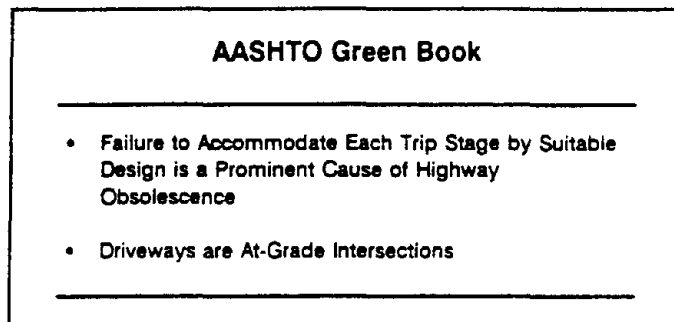 AASHTO Green Book
• Failure to Accommodate Each Trip Stage by Suitable
Design is a Prominent Cause of Highway
Obsolescence
• Driveways are At-Grade Intersections